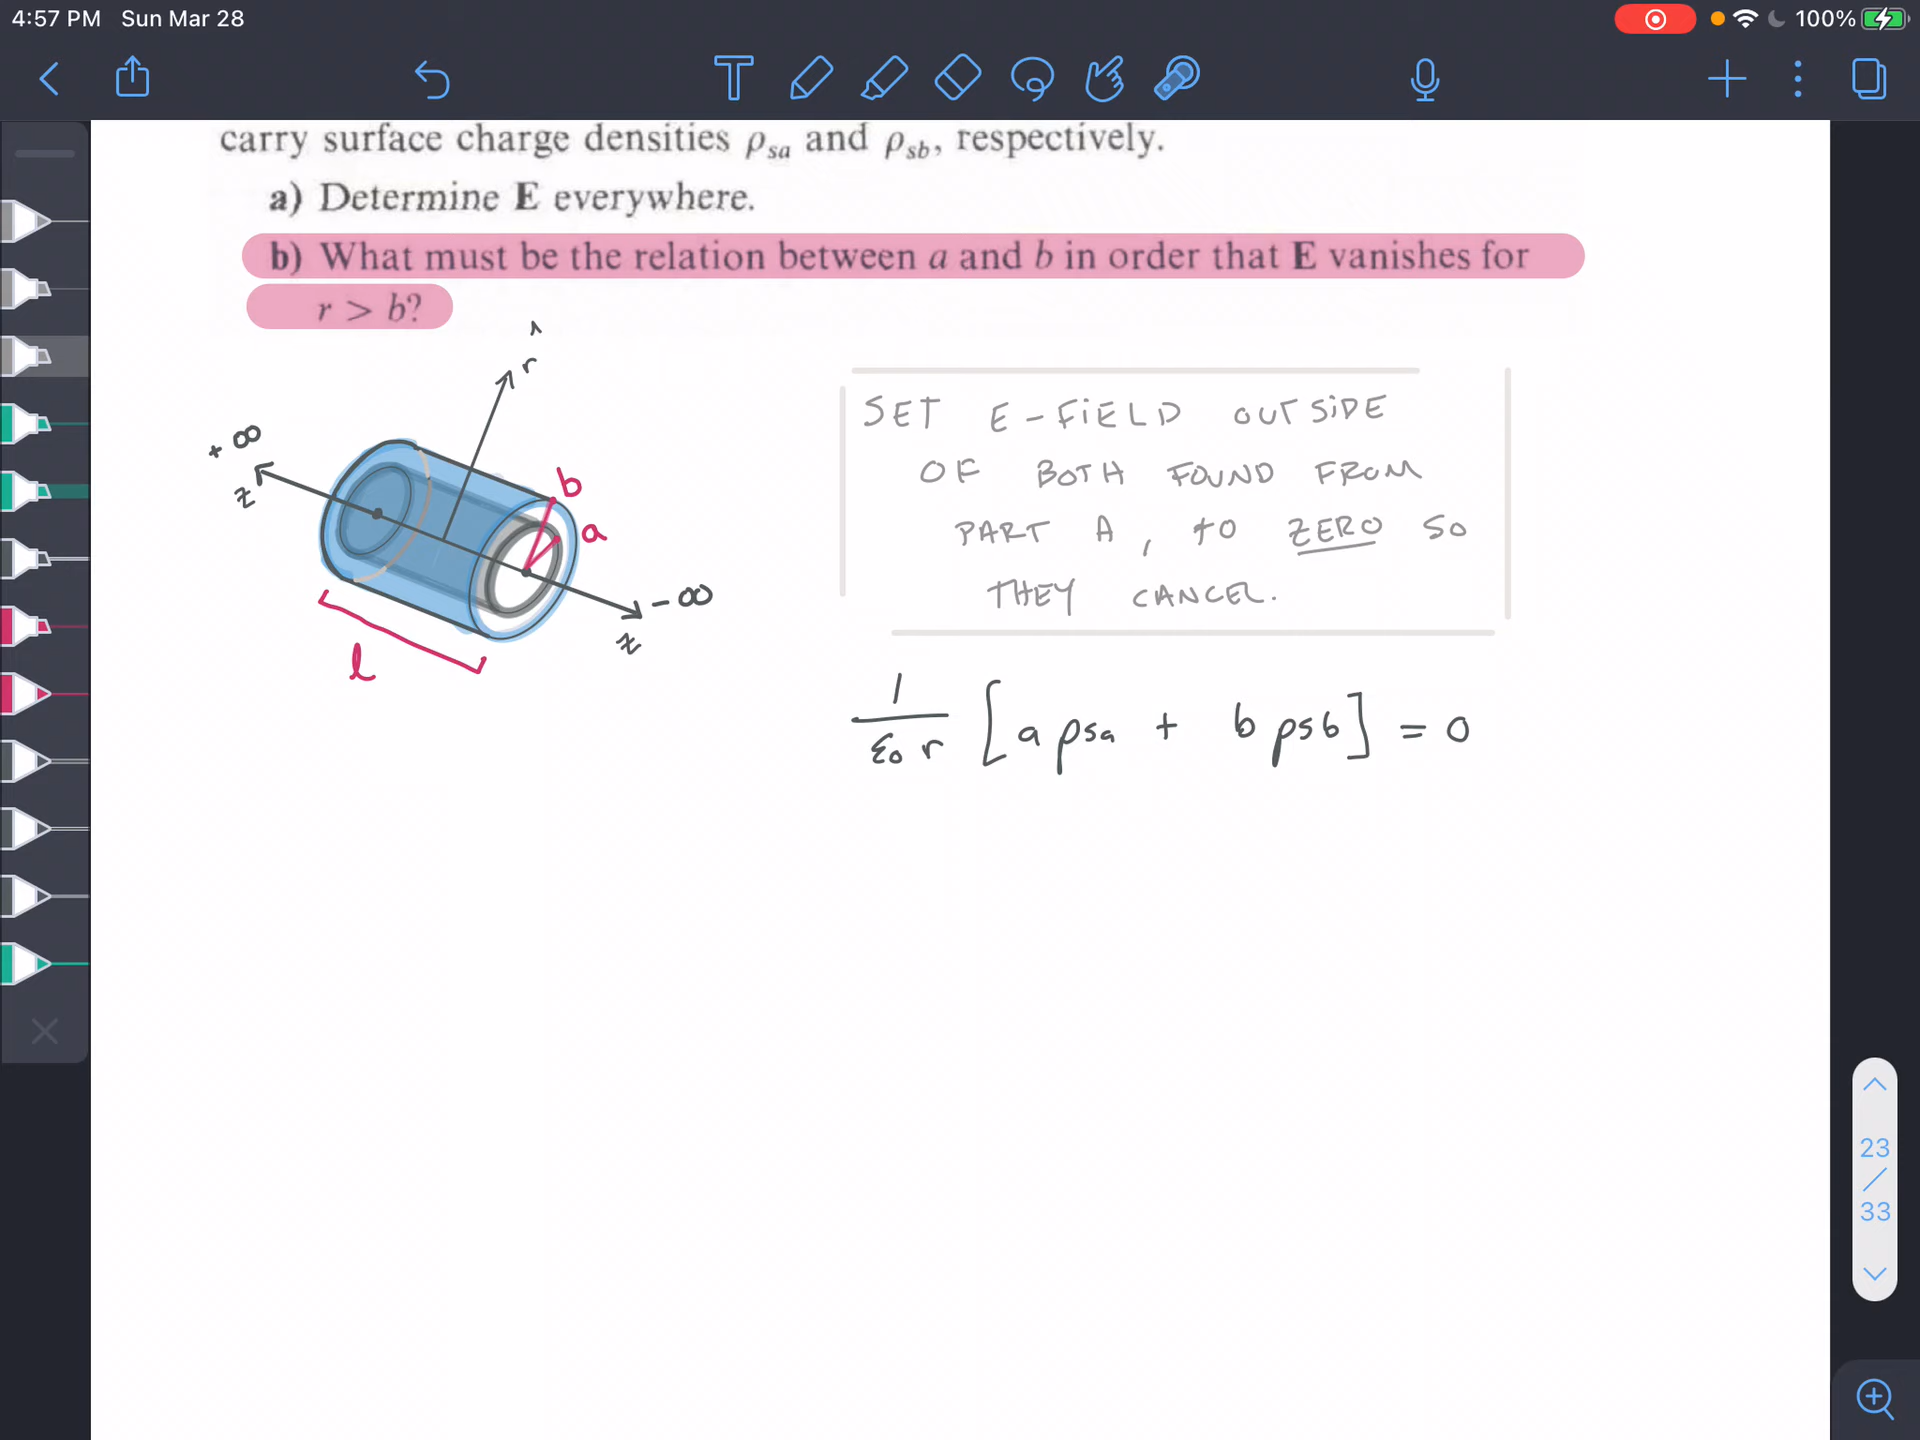 4:57 PM Sun Mar 28
100%
carry surface charge densities ρsa and ρsb, respectively.
a) Determine E everywhere.
b) What must be the relation between a and b in order that E vanishes for
r > b?
^
r
+ ∞
z
b
a
- ∞
z
l
SET E-FiELD OUTSiDE
OF BOTH FOUND FROM
PART A, to ZERO SO
THEY CANCEL.
1/ε0 r [a ρsa + b ρsb] = 0
T
23
/
33